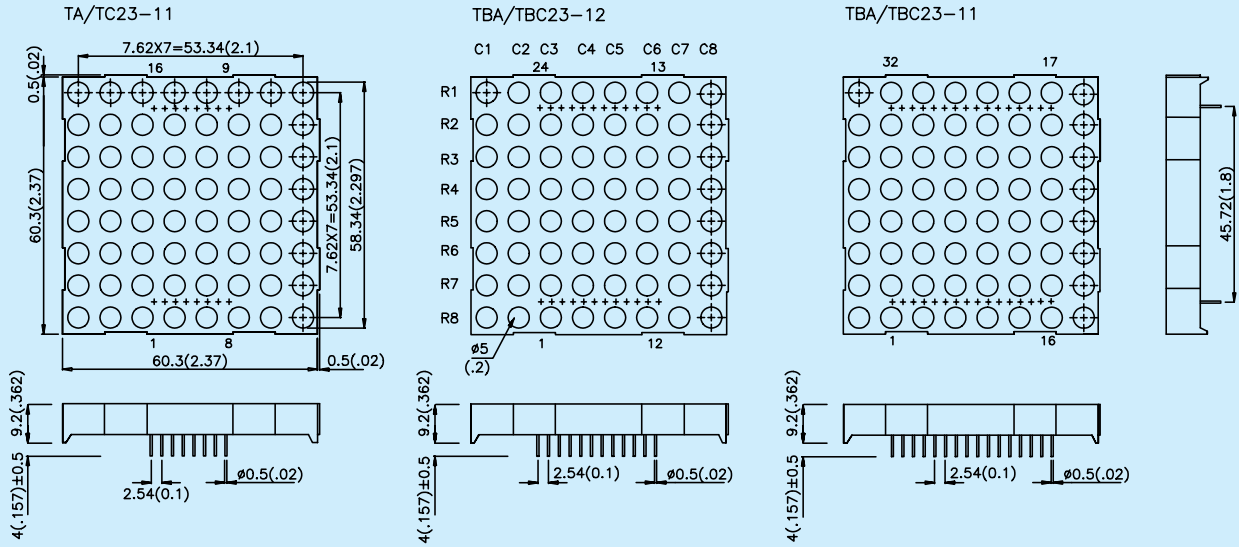 TA/TC23-11
TBA/TBC23-12
TBA/TBC23-11
7.62X7=53.34(2.1)
16 9
0.5(.02)
60.3(2.37)
7.62X7=53.34(2.1)
58.34(2.297)
1 8
60.3(2.37)
0.5(.02)
C1 C2 C3 C4 C5 C6 C7 C8
24 13
R1
R2
R3
R4
R5
R6
R7
R8
ø5
(.2)
1 12
32 17
1 16
45.72(1.8)
9.2(.362)
4(.157)±0.5
2.54(0.1)
ø0.5(.02)
9.2(.362)
4(.157)±0.5
2.54(0.1)
ø0.5(.02)
9.2(.362)
4(.157)±0.5
2.54(0.1)
ø0.5(.02)